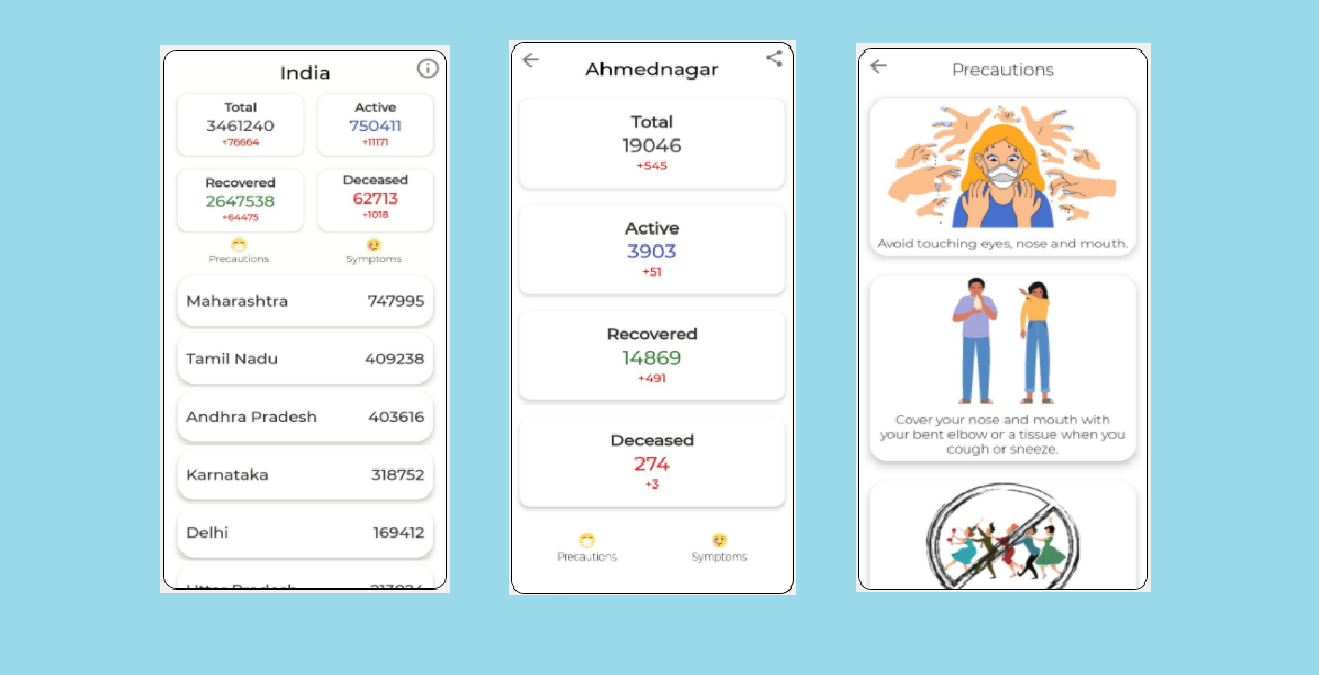 India
Total
3461240
+76664
Active
750411
+11171
Recovered
2647538
+64475
Deceased
62713
+1018
Precautions
Symptoms
Maharashtra 747995
Tamil Nadu 409238
Andhra Pradesh 403616
Karnataka 318752
Delhi 169412
Uttar Pradesh
Ahmednagar
Total
19046
+545
Active
3903
+51
Recovered
14869
+491
Deceased
274
+3
Precautions
Symptoms
Precautions
Avoid touching eyes, nose and mouth.
Cover your nose and mouth with
your bent elbow or a tissue when you
cough or sneeze.